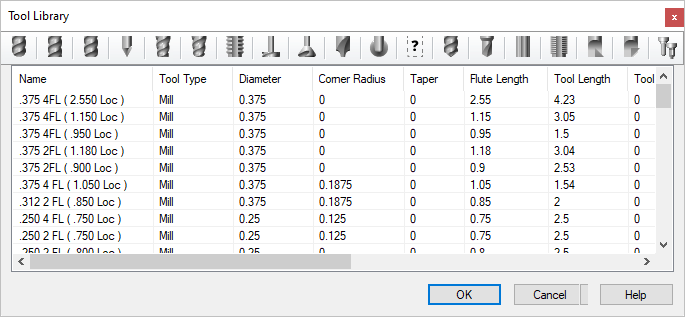 Tool Library
x
?
Name Tool Type Diameter Corner Radius Taper Flute Length Tool Length Tool
.375 4FL ( 2.550 Loc ) Mill 0.375 0 0 2.55 4.23 0
.375 4FL ( 1.150 Loc ) Mill 0.375 0 0 1.15 3.05 0
.375 4FL ( .950 Loc ) Mill 0.375 0 0 0.95 1.5 0
.375 2FL ( 1.180 Loc ) Mill 0.375 0 0 1.18 3.04 0
.375 2FL ( .900 Loc ) Mill 0.375 0 0 0.9 2.53 0
.375 4 FL ( 1.050 Loc ) Mill 0.375 0.1875 0 1.05 1.54 0
.312 2 FL ( .850 Loc ) Mill 0.375 0.1875 0 0.85 2 0
.250 4 FL ( .750 Loc ) Mill 0.25 0.125 0 0.75 2.5 0
.250 2 FL ( .750 Loc ) Mill 0.25 0.125 0 0.75 2.5 0
.250 2 FL ( .800 Loc ) Mill 0.25 0 0 0.8 2.5 0
OK Cancel Help